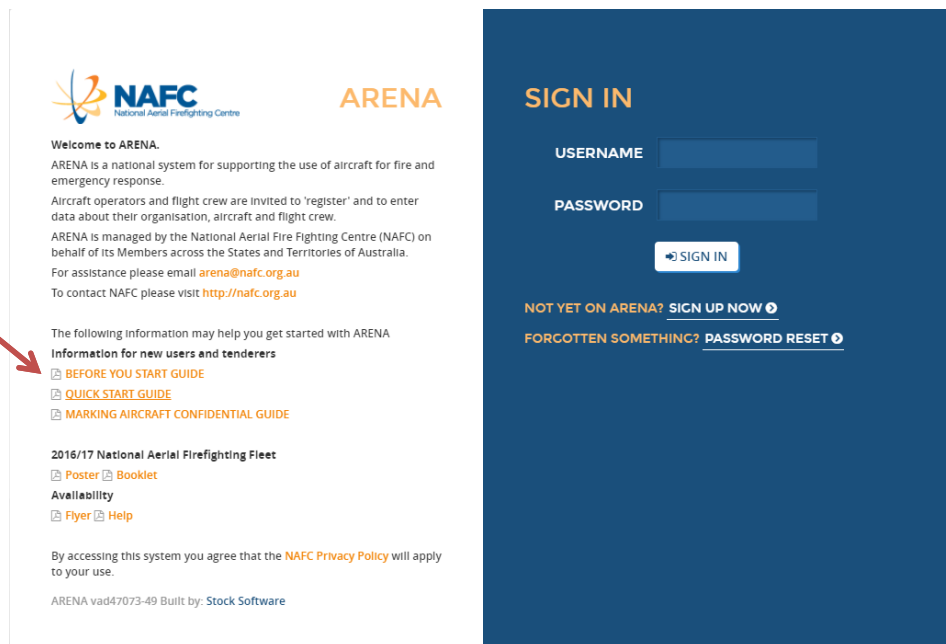 NAFC
National Aerial Firefighting Centre
ARENA
Welcome to ARENA.
ARENA is a national system for supporting the use of aircraft for fire and
emergency response.
Aircraft operators and flight crew are invited to 'register' and to enter
data about their organisation, aircraft and flight crew.
ARENA is managed by the National Aerial Fire Fighting Centre (NAFC) on
behalf of its Members across the States and Territories of Australia.
For assistance please email arena@nafc.org.au
To contact NAFC please visit http://nafc.org.au
The following information may help you get started with ARENA
Information for new users and tenderers
BEFORE YOU START GUIDE
QUICK START GUIDE
MARKING AIRCRAFT CONFIDENTIAL GUIDE
2016/17 National Aerial Firefighting Fleet
Poster Booklet
Availability
Flyer Help
By accessing this system you agree that the NAFC Privacy Policy will apply
to your use.
ARENA vad47073-49 Built by: Stock Software
SIGN IN
USERNAME
PASSWORD
SIGN IN
NOT YET ON ARENA? SIGN UP NOW
FORGOTTEN SOMETHING? PASSWORD RESET